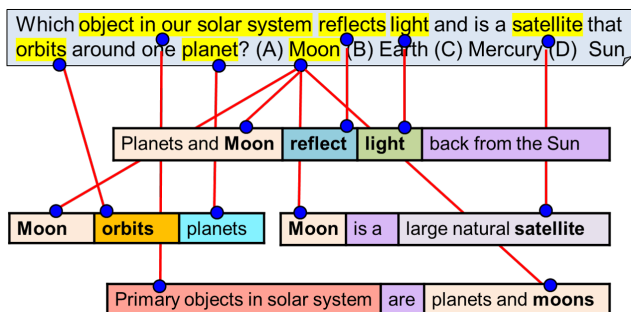 Which object in our solar system reflects light and is a satellite that
orbits around one planet? (A) Moon (B) Earth (C) Mercury (D) Sun
Planets and Moon reflect light back from the Sun
Moon orbits planets
Moon is a large natural satellite
Primary objects in solar system are planets and moons